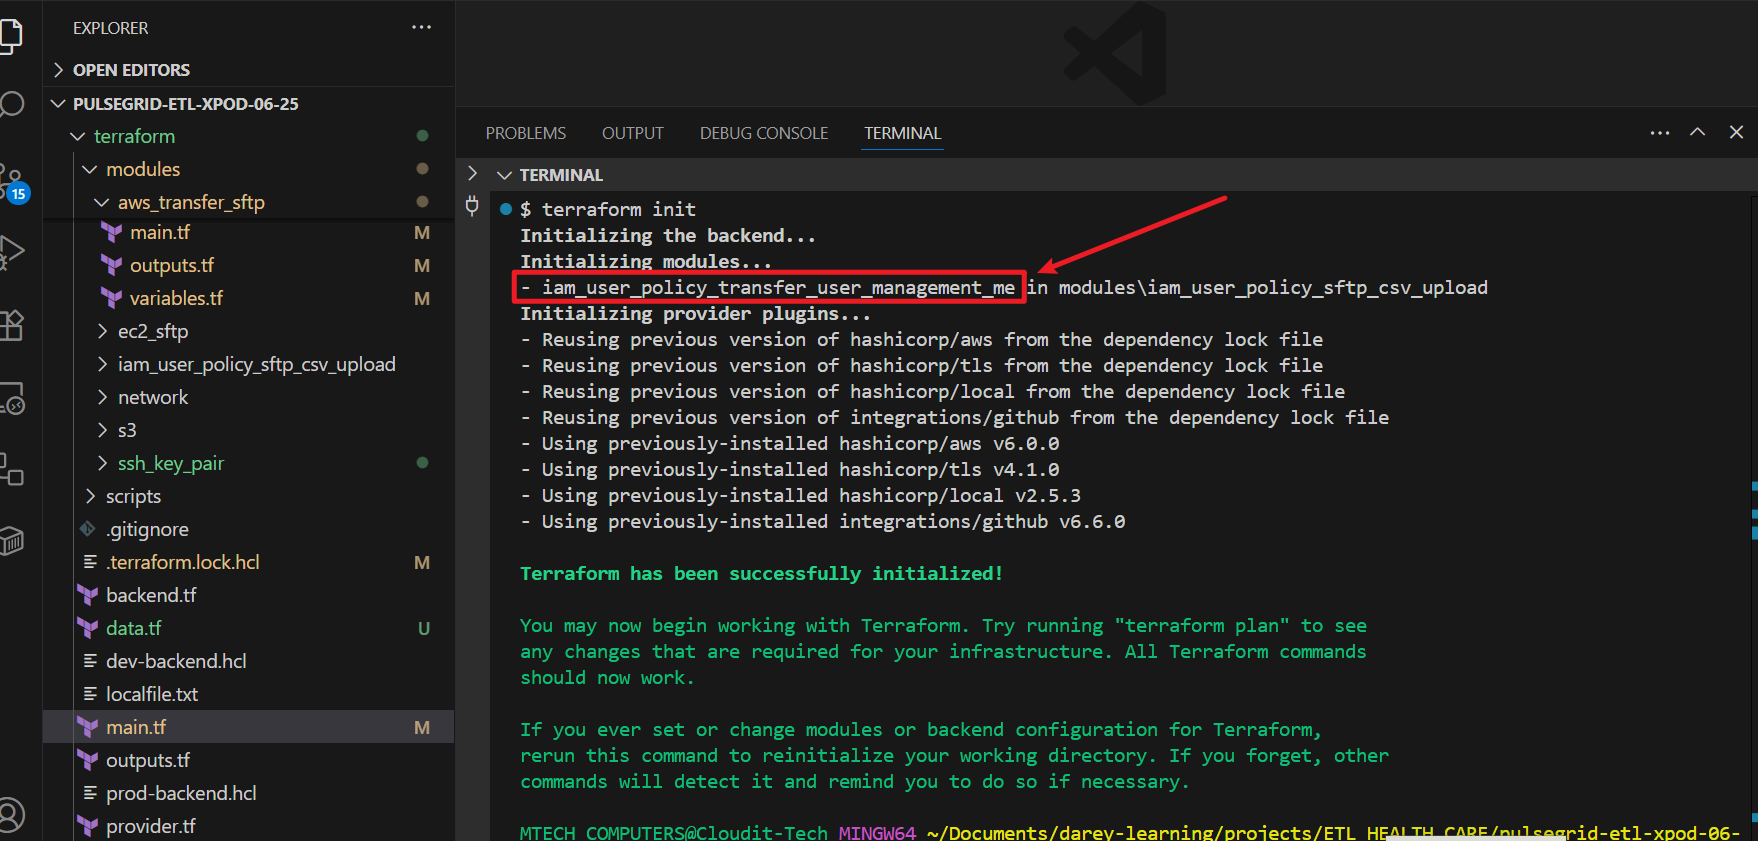 EXPLORER
OPEN EDITORS
PULSEGRID-ETL-XPOD-06-25
terraform
modules
aws_transfer_sftp
main.tf M
outputs.tf M
variables.tf M
ec2_sftp
iam_user_policy_sftp_csv_upload
network
s3
ssh_key_pair
scripts
.gitignore
.terraform.lock.hcl M
backend.tf
data.tf U
dev-backend.hcl
localfile.txt
main.tf M
outputs.tf
prod-backend.hcl
provider.tf
15
PROBLEMS OUTPUT DEBUG CONSOLE TERMINAL
TERMINAL
$ terraform init
Initializing the backend...
Initializing modules...
- iam_user_policy_transfer_user_management_me in modules\iam_user_policy_sftp_csv_upload
Initializing provider plugins...
- Reusing previous version of hashicorp/aws from the dependency lock file
- Reusing previous version of hashicorp/tls from the dependency lock file
- Reusing previous version of hashicorp/local from the dependency lock file
- Reusing previous version of integrations/github from the dependency lock file
- Using previously-installed hashicorp/aws v6.0.0
- Using previously-installed hashicorp/tls v4.1.0
- Using previously-installed hashicorp/local v2.5.3
- Using previously-installed integrations/github v6.6.0
Terraform has been successfully initialized!
You may now begin working with Terraform. Try running "terraform plan" to see
any changes that are required for your infrastructure. All Terraform commands
should now work.
If you ever set or change modules or backend configuration for Terraform,
rerun this command to reinitialize your working directory. If you forget, other
commands will detect it and remind you to do so if necessary.
MTECH COMPUTERS@Cloudit-Tech MINGW64 ~/Documents/darey-learning/projects/ETL_HEALTH_CARE/pulsegrid-etl-xpod-06-